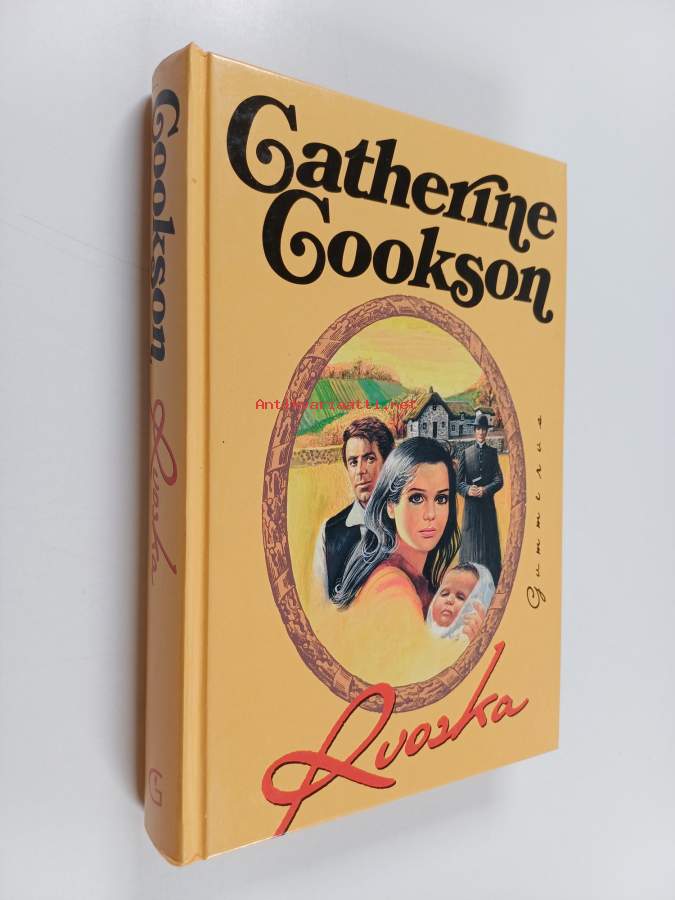 Catherine
Cookson
Antikvariaatti.net
Gummerus
Ruoska
Cookson
Ruoska
G